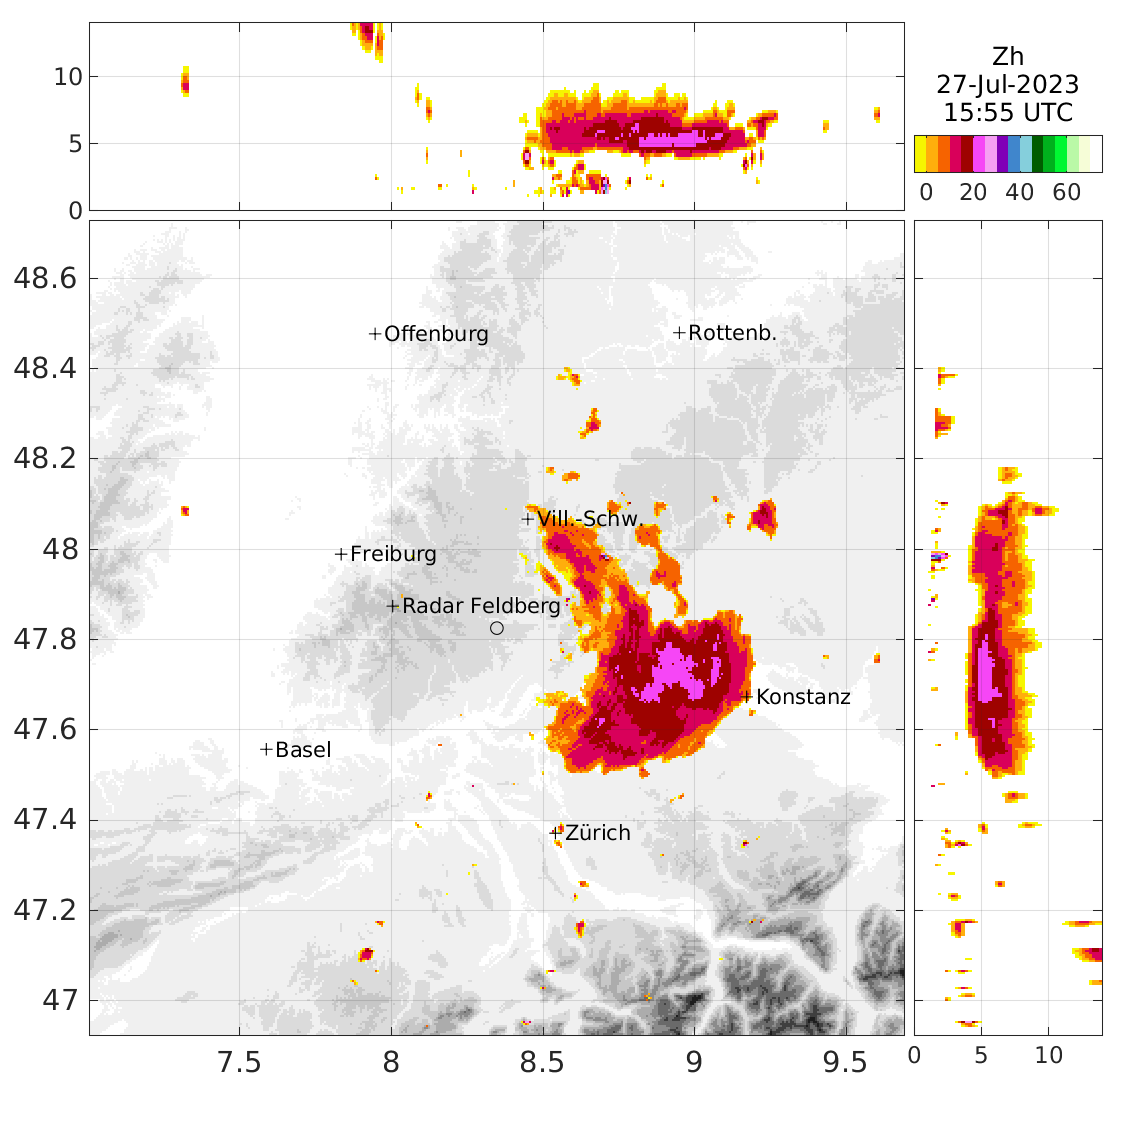 Zh
27-Jul-2023
15:55 UTC
10
5
0
0
20
40
60
48.6
48.4
48.2
48
47.8
47.6
47.4
47.2
47
Offenburg
Rottenb.
Vill.-Schw.
Freiburg
Radar Feldberg
Konstanz
Basel
Zürich
7.5
8
8.5
9
9.5
0
5
10